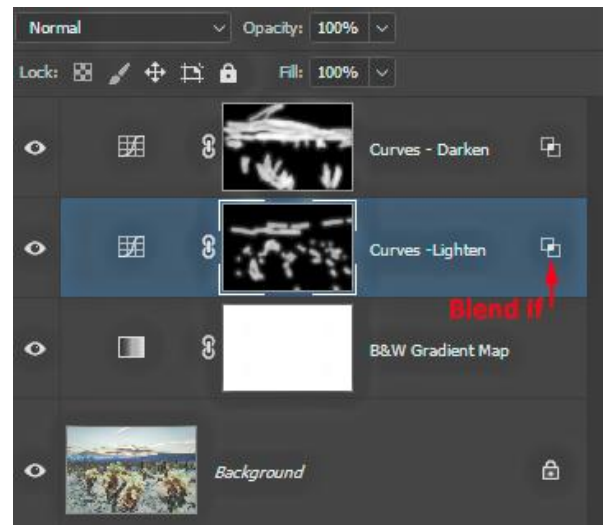 Normal Opacity: 100%
Lock: Fill: 100%
Curves - Darken
Curves -Lighten
Blend if
B&W Gradient Map
Background